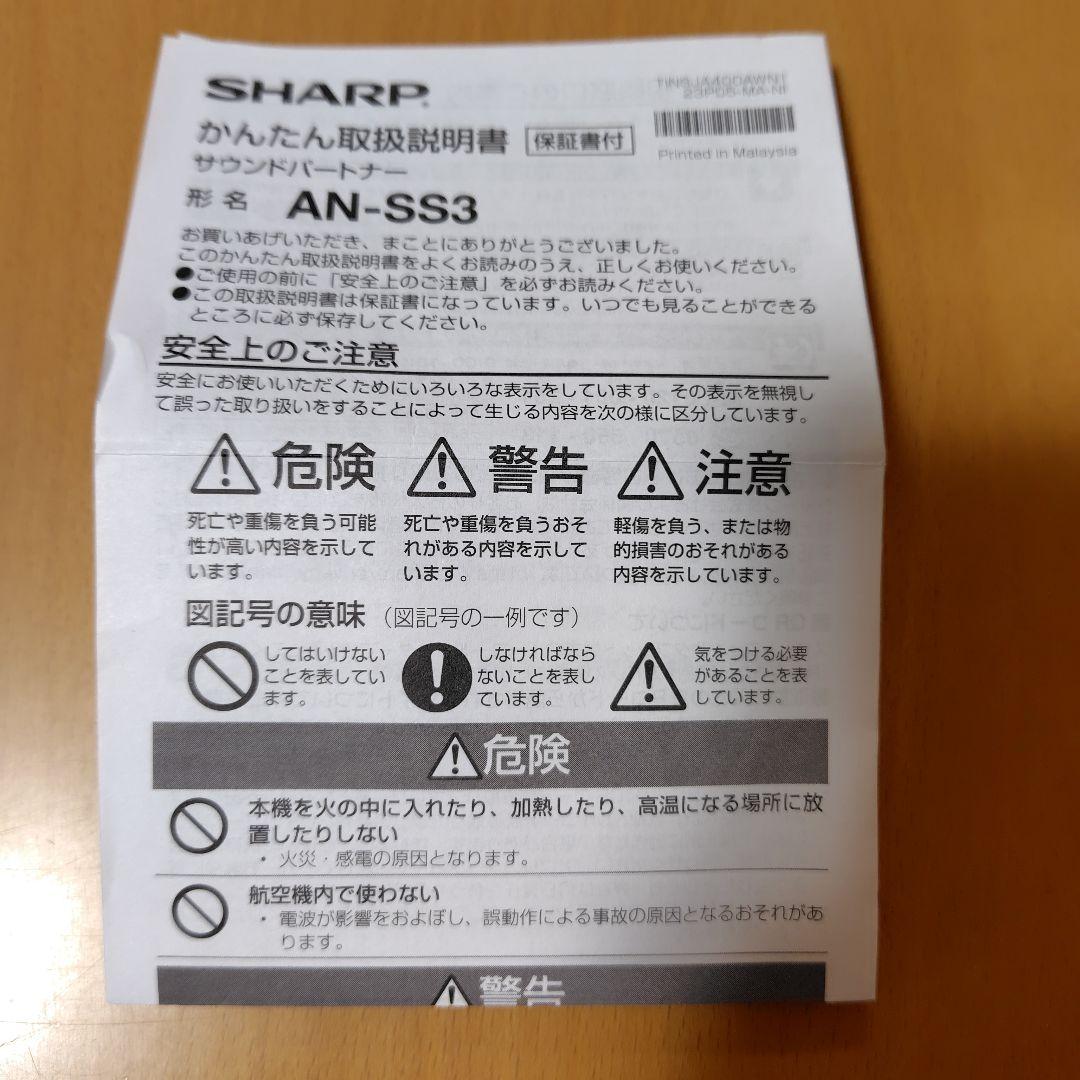 SHARP
かんたん取扱説明書 保証書付
サウンドパートナー
形名 AN-SS3
Printed in Malaysia
お買いあげいただき、まことにありがとうございました。
このかんたん取扱説明書をよくお読みのうえ、正しくお使いください。
●ご使用の前に「安全上のご注意」を必ずお読みください。
●この取扱説明書は保証書になっています。いつでも見ることができる
ところに必ず保存してください。
安全上のご注意
安全にお使いいただくためにいろいろな表示をしています。その表示を無視し
て誤った取り扱いをすることによって生じる内容を次の様に区分しています。
危険
死亡や重傷を負う可能
性が高い内容を示して
います。
警告
死亡や重傷を負うおそ
れがある内容を示して
います。
注意
軽傷を負う、または物
的損害のおそれがある
内容を示しています。
図記号の意味（図記号の一例です）
してはいけない
ことを表してい
ます。
しなければなら
ないことを表し
ています。
気をつける必要
があることを表
しています。
危険
本機を火の中に入れたり、加熱したり、高温になる場所に放
置したりしない
・火災・感電の原因となります。
航空機内で使わない
・電波が影響をおよぼし、誤動作による事故の原因となるおそれがあ
ります。
警告